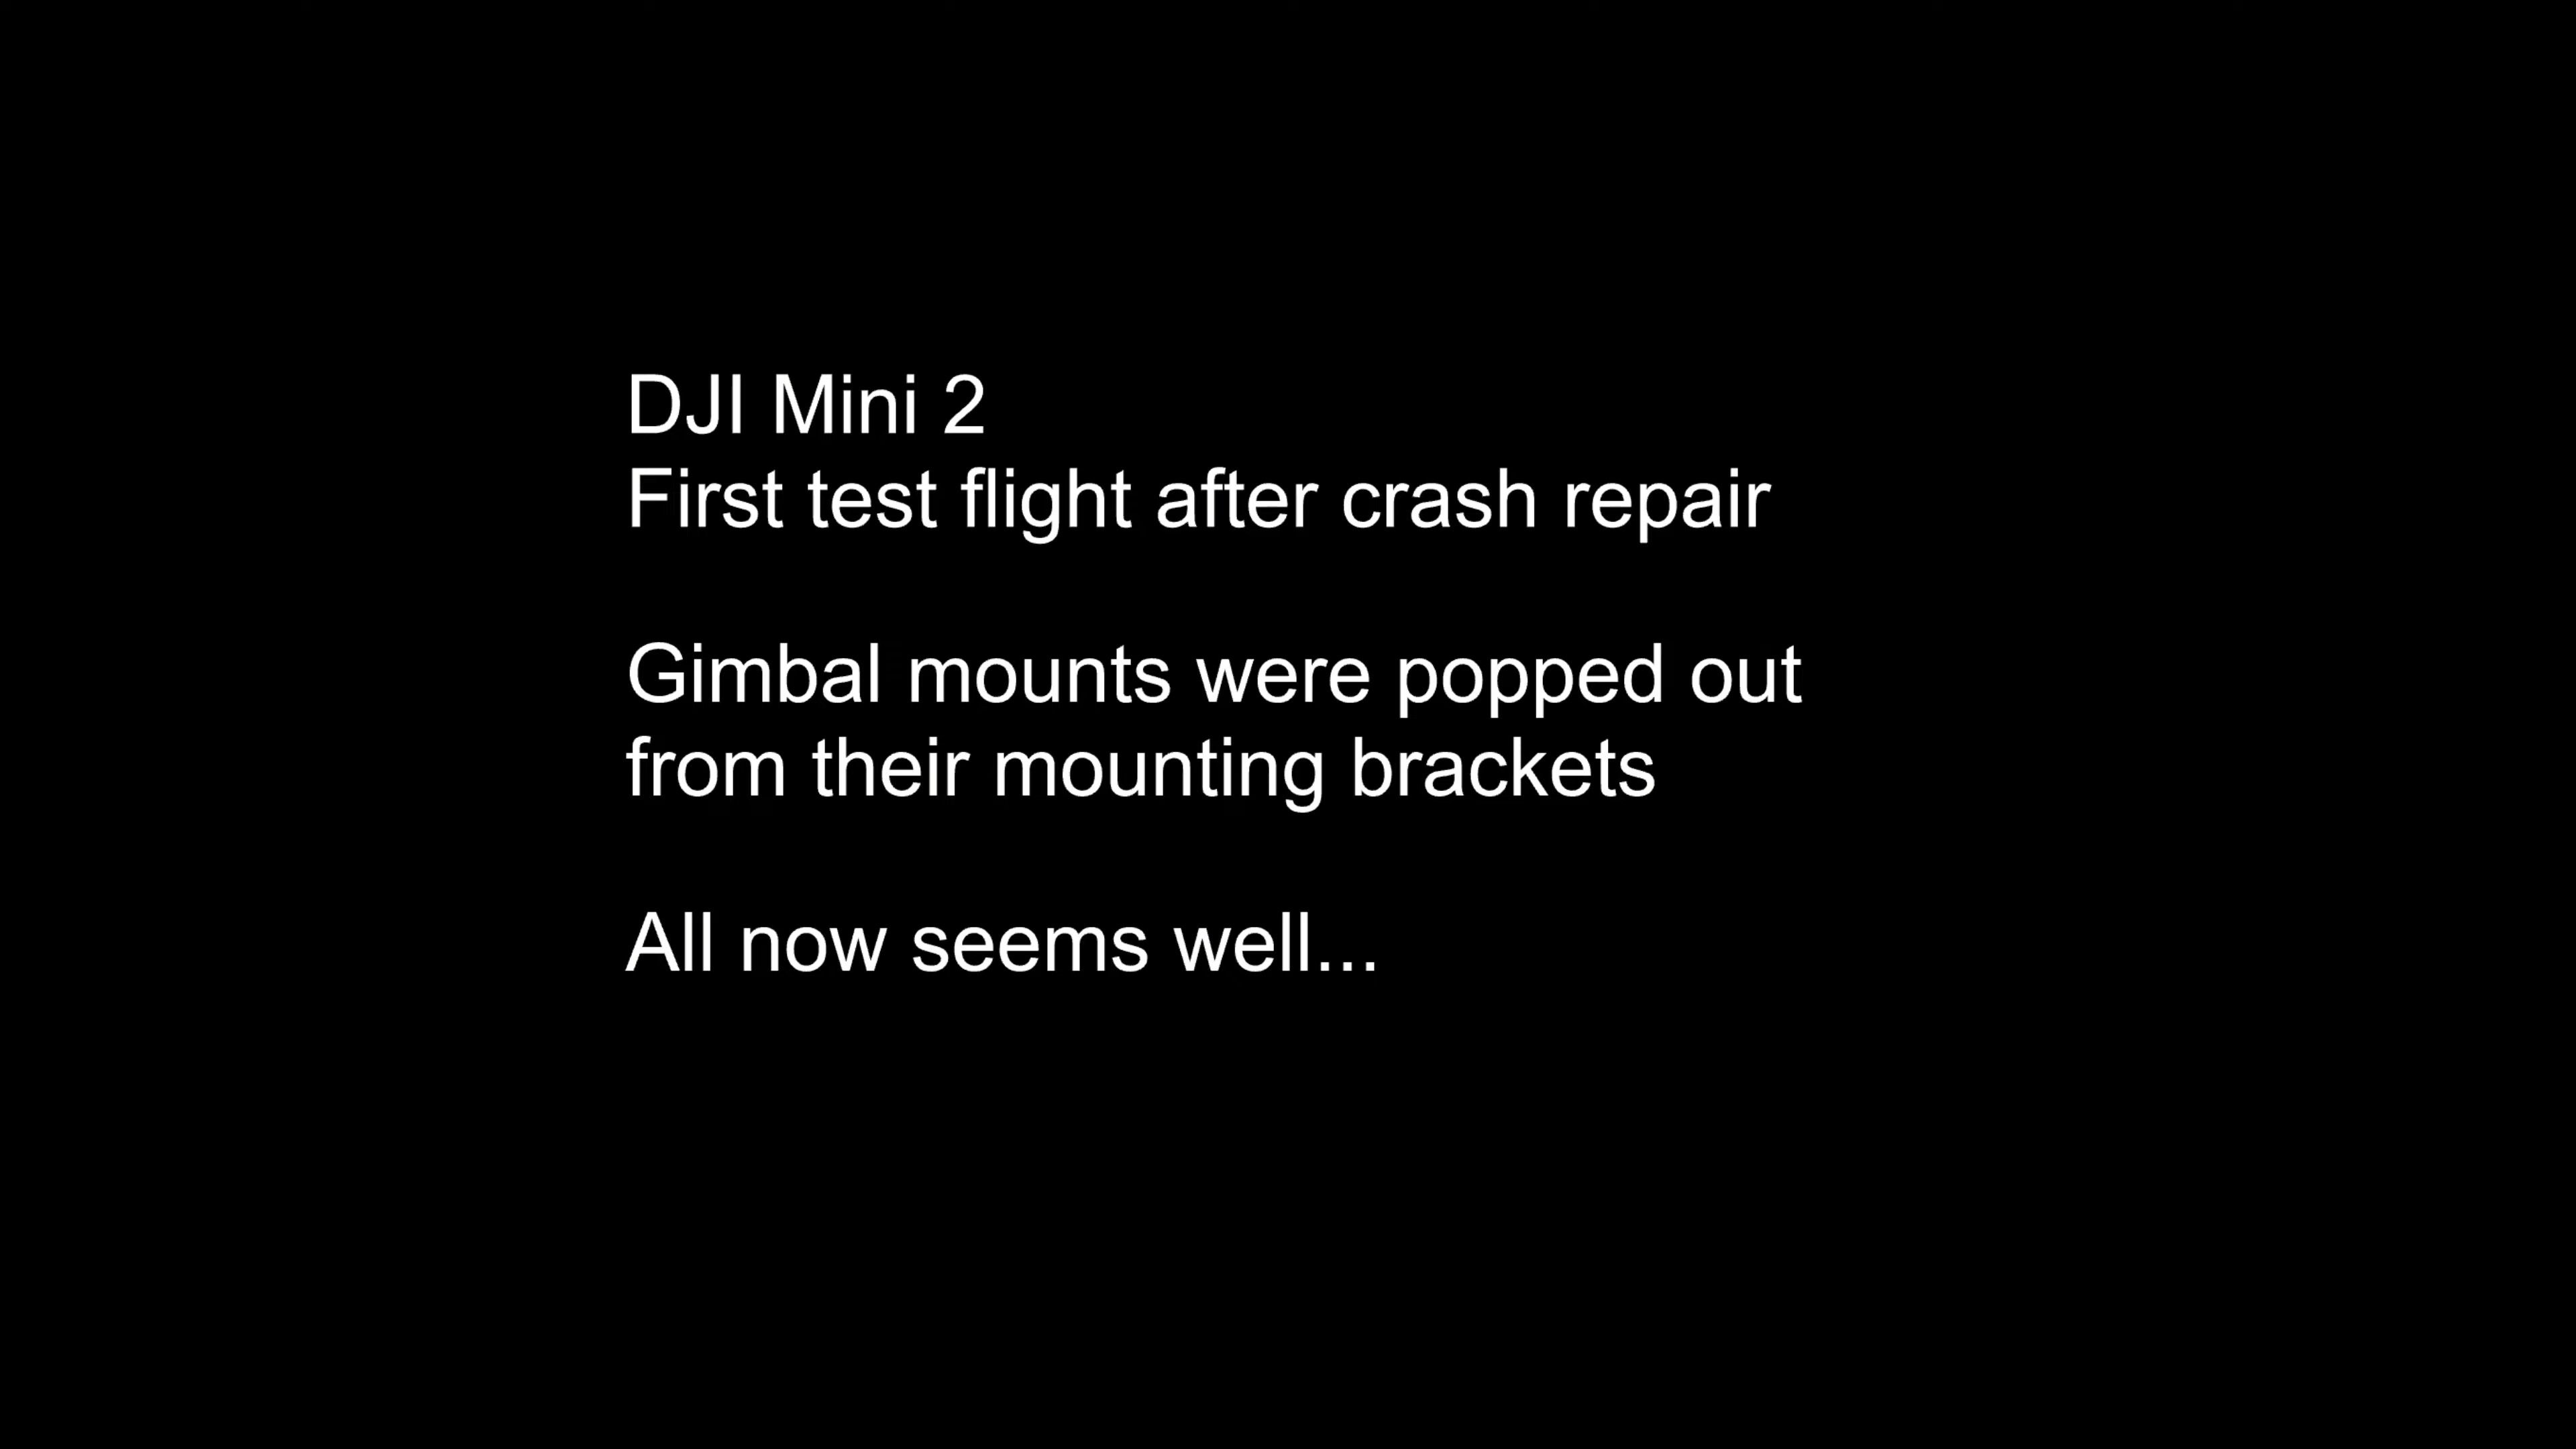 DJI Mini 2
First test flight after crash repair
Gimbal mounts were popped out
from their mounting brackets
All now seems well...